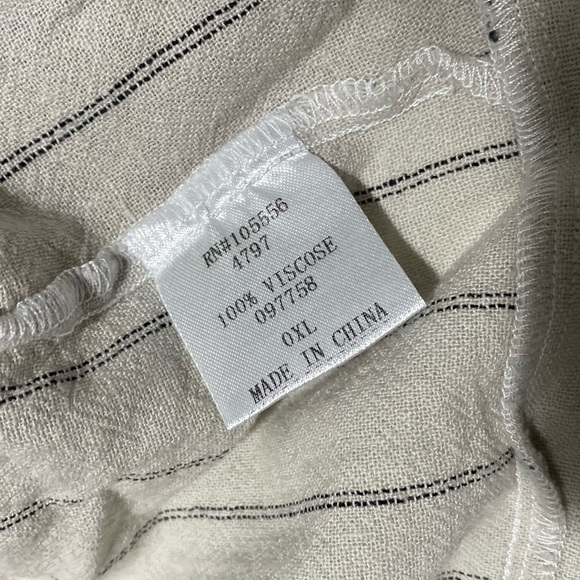 RN#105556
4797
100% VISCOSE
097758
0XL
MADE IN CHINA